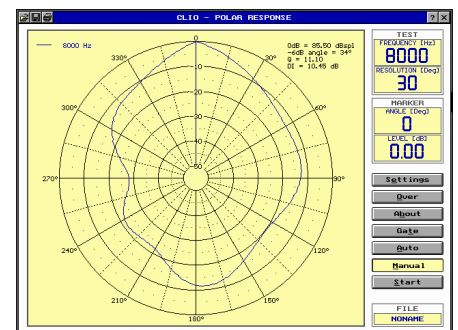 CLIO - POLAR RESPONSE
? ×
8000 Hz
0dB = 85,50 dBspl
-6dB angle = 34°
Q = 11.10
DI = 10.45 dB
0
30°
60°
90°
120°
150°
180°
210°
240°
270°
300°
330°
-10
-20
-30
-40
-50
TEST
FREQUENCY [Hz]
8000
RESOLUTION [Deg]
30
MARKER
ANGLE [Deg]
0
LEVEL [dB]
0.00
Settings
Over
About
Gate
Auto
Manual
Start
FILE
NONAME